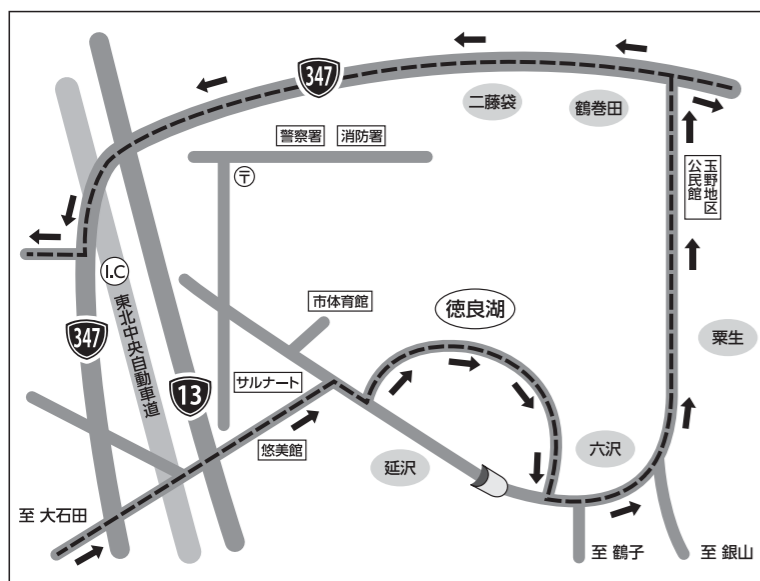 347
二藤袋
鶴巻田
警察署
消防署
〒
玉野地区
公民館
I.C
東北中央自動車道
市体育館
徳良湖
粟生
347
13
サルナート
悠美館
延沢
六沢
至 大石田
至 鶴子
至 銀山